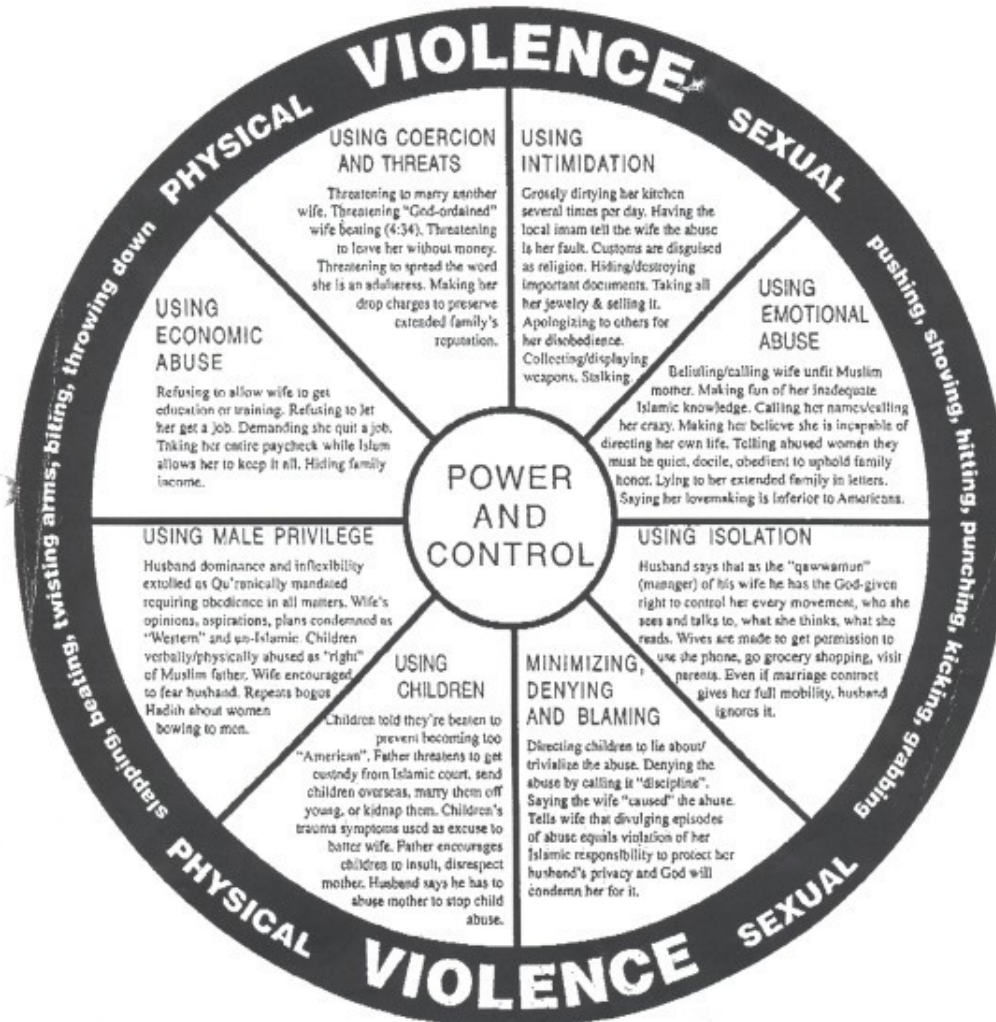 PHYSICAL VIOLENCE SEXUAL
USING COERCION
AND THREATS
Threatening to marry another
wife. Threatening "God-ordained"
wife beating (4:34). Threatening
to leave her without money.
Threatening to spread the word
she is an adulteress. Making her
drop charges to preserve
extended family's
reputation.
USING
INTIMIDATION
Grossly dirtying her kitchen
several times per day. Having the
local imam tell the wife the abuse
is her fault. Customs are disguised
as religion. Hiding/destroying
important documents. Taking all
her jewelry & selling it.
Apologizing to others for
her disobedience.
Collecting/displaying
weapons. Stalking.
USING
EMOTIONAL
ABUSE
Belittling/calling wife unfit Muslim
mother. Making fun of her inadequate
Islamic knowledge. Calling her names/calling
her crazy. Making her believe she is incapable of
directing her own life. Telling abused women they
must be quiet, docile, obedient to uphold family
honor. Lying to her extended family in letters.
Saying her lovemaking is inferior to Americans.
USING ISOLATION
Husband says that as the "qawwamun"
(manager) of his wife he has the God-given
right to control her every movement, who she
sees and talks to, what she thinks, what she
reads. Wives are made to get permission to
use the phone, go grocery shopping, visit
parents. Even if marriage contract
gives her full mobility, husband
ignores it.
MINIMIZING,
DENYING
AND BLAMING
Directing children to lie about/
trivialize the abuse. Denying the
abuse by calling it "discipline".
Saying the wife "caused" the abuse.
Tells wife that divulging episodes
of abuse equals violation of her
Islamic responsibility to protect her
husband's privacy and God will
condemn her for it.
USING
CHILDREN
Children told they're beaten to
prevent becoming too
"American". Father threatens to get
custody from Islamic court, send
children overseas, marry them off
young, or kidnap them. Children's
trauma symptoms used as excuse to
batter wife. Father encourages
children to insult, disrespect
mother. Husband says he has to
abuse mother to stop child
abuse.
USING MALE PRIVILEGE
Husband dominance and inflexibility
extolled as Qu'ranically mandated
requiring obedience in all matters. Wife's
opinions, aspirations, plans condemned as
"Western" and un-Islamic. Children
verbally/physically abused as "right"
of Muslim father. Wife encouraged
to fear husband. Repeats bogus
Hadith about women
bowing to men.
USING
ECONOMIC
ABUSE
Refusing to allow wife to get
education or training. Refusing to let
her get a job. Demanding she quit a job.
Taking her entire paycheck while Islam
allows her to keep it all. Hiding family
income.
POWER
AND
CONTROL
pushing, shoving, hitting, punching, kicking, grabbing
slapping, beating, twisting arms, biting, throwing down
PHYSICAL VIOLENCE SEXUAL